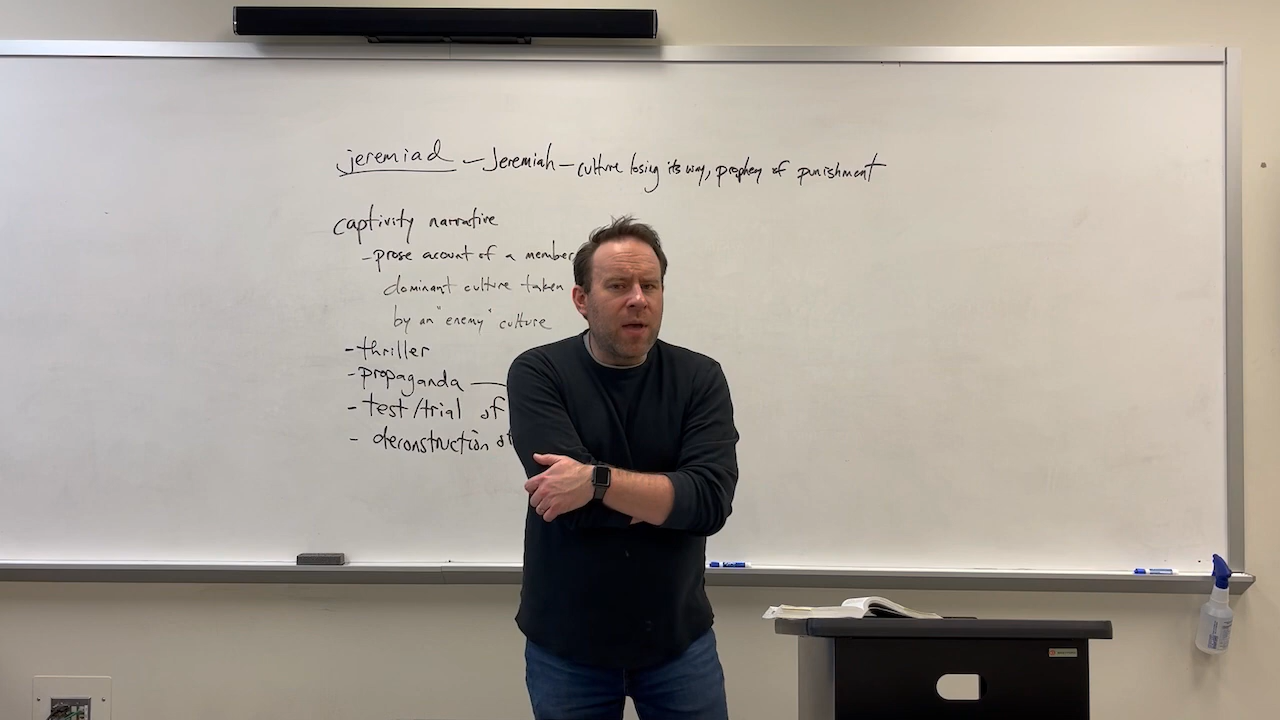 jeremiad – Jeremiah – culture losing its way, prophecy of punishment
captivity narrative
- prose account of a member
dominant culture taken
by an "enemy" culture
- thriller
- propaganda —
- test/trial of
- deconstruction of